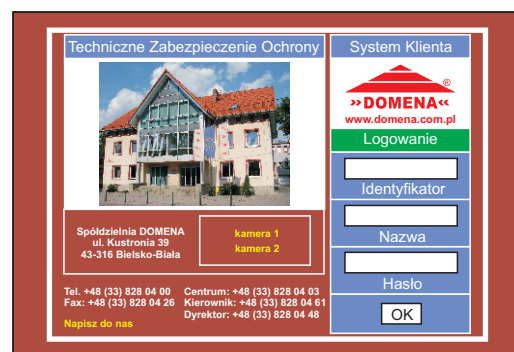 Techniczne Zabezpieczenie Ochrony
Spółdzielnia DOMENA
ul. Kustronia 39
43-316 Bielsko-Biała
kamera 1
kamera 2
Tel. +48 (33) 828 04 00
Fax: +48 (33) 828 04 26
Centrum: +48 (33) 828 04 03
Kierownik: +48 (33) 828 04 61
Dyrektor: +48 (33) 828 04 48
Napisz do nas
System Klienta
®
»DOMENA«
www.domena.com.pl
Logowanie
Identyfikator
Nazwa
Hasło
OK